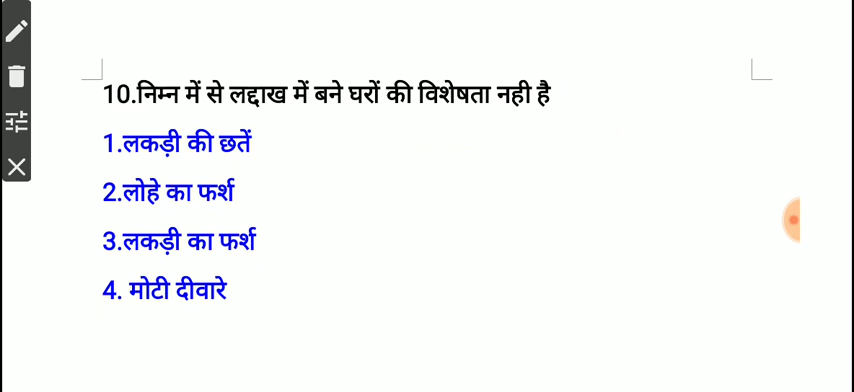 10.निम्न में से लद्दाख में बने घरों की विशेषता नही है
1.लकड़ी की छतें
2.लोहे का फर्श
3.लकड़ी का फर्श
4. मोटी दीवारे